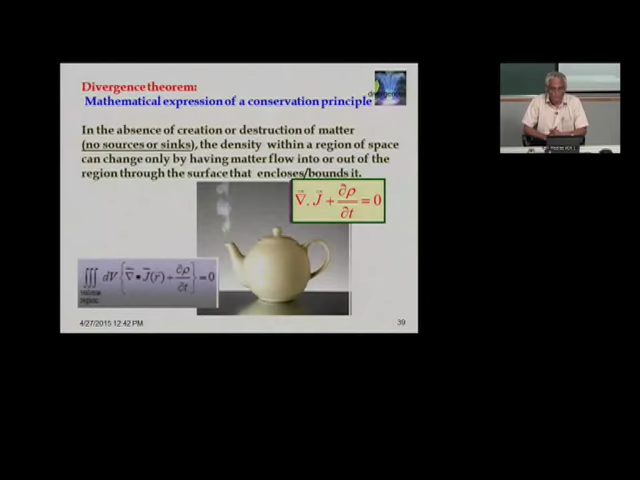 Divergence theorem:
Mathematical expression of a conservation principle
divergence
In the absence of creation or destruction of matter
(no sources or sinks), the density within a region of space
can change only by having matter flow into or out of the
region through the surface that encloses/bounds it.
∇⃗ . J⃗ + ∂ρ/∂t = 0
∭ dV { ∇⃗ • J⃗(r⃗) + ∂ρ/∂t } = 0
region
4/27/2015 12:42 PM
39